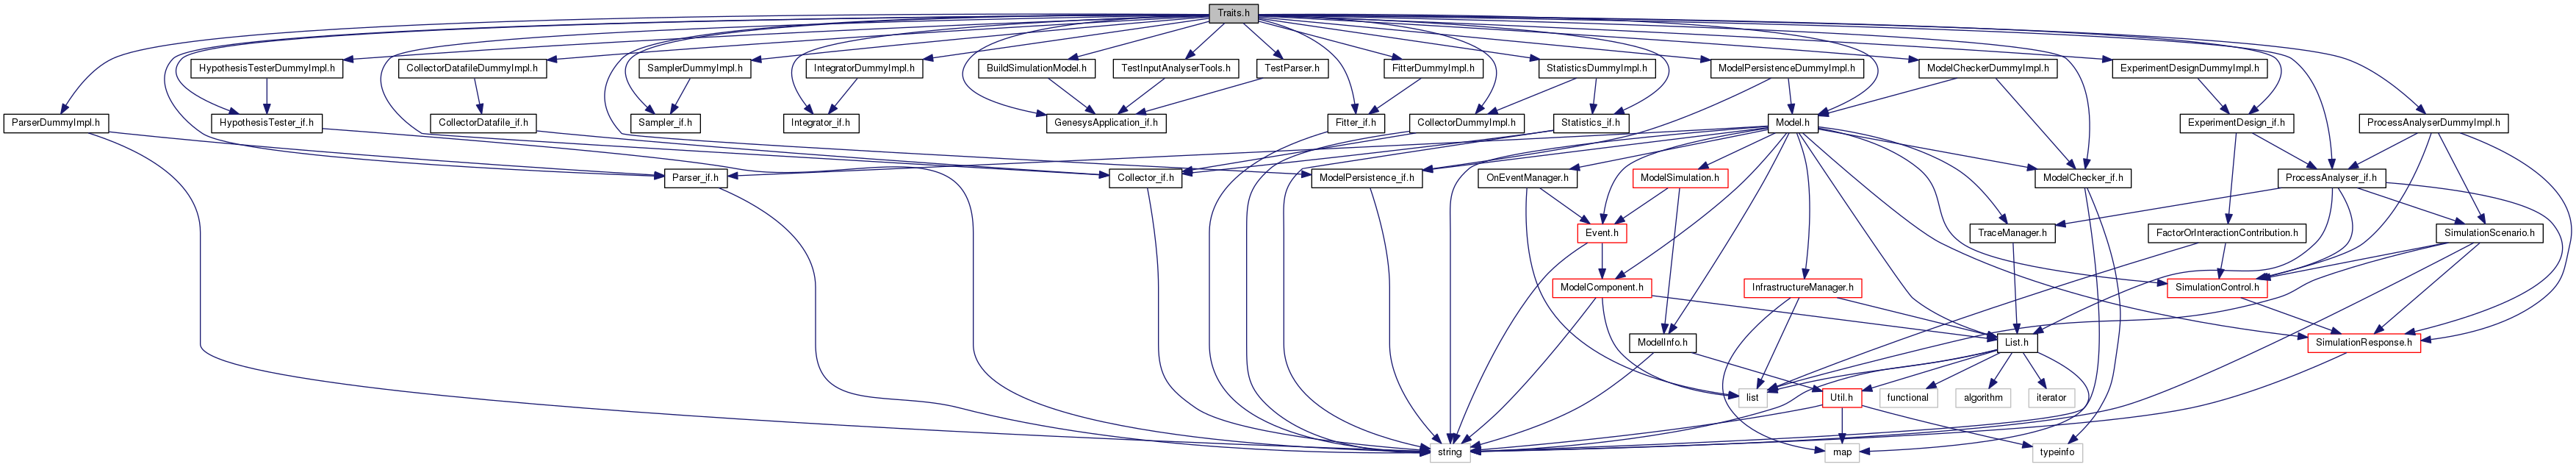 Traits.h
HypothesisTesterDummyImpl.h
CollectorDatafileDummyImpl.h
SamplerDummyImpl.h
IntegratorDummyImpl.h
BuildSimulationModel.h
TestInputAnalyserTools.h
TestParser.h
FitterDummyImpl.h
StatisticsDummyImpl.h
ModelPersistenceDummyImpl.h
ModelCheckerDummyImpl.h
ExperimentDesignDummyImpl.h
ParserDummyImpl.h
HypothesisTester_if.h
CollectorDatafile_if.h
Sampler_if.h
Integrator_if.h
GenesysApplication_if.h
Fitter_if.h
CollectorDummyImpl.h
Statistics_if.h
Model.h
ExperimentDesign_if.h
ProcessAnalyserDummyImpl.h
Parser_if.h
Collector_if.h
ModelPersistence_if.h
OnEventManager.h
ModelSimulation.h
ModelChecker_if.h
ProcessAnalyser_if.h
Event.h
TraceManager.h
FactorOrInteractionContribution.h
SimulationScenario.h
ModelComponent.h
InfrastructureManager.h
SimulationControl.h
ModelInfo.h
List.h
SimulationResponse.h
list
Util.h
functional
algorithm
iterator
string
map
typeinfo